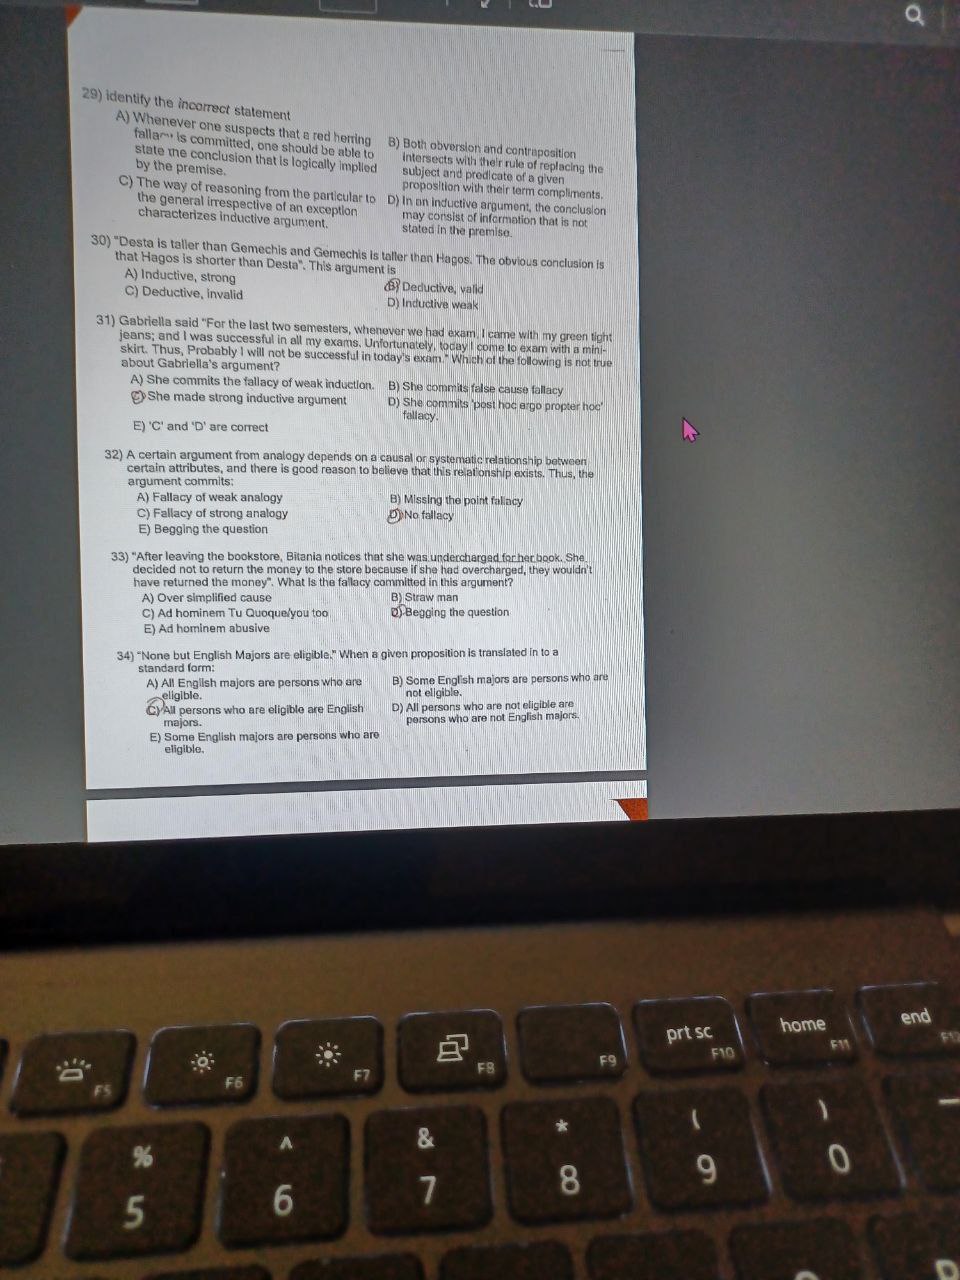 29) identify the incorrect statement
A) Whenever one suspects that a red herring
is committed, one should be able to
state the conclusion that is logically implied
by the premise.
B) Both obversion and contraposition
intersects with their rule of replacing the
subject and predicate of a given
proposition with their term compliments.
C) The way of reasoning from the particular to
the general irrespective of an exception
characterizes inductive argument.
D) In an inductive argument, the conclusion
may consist of information that is not
stated in the premise.
30) "Desta is taller than Gemechis and Gemechis is taller than Hagos. The obvious conclusion is
that Hagos is shorter than Desta". This argument is
A) Inductive, strong
B) Deductive, valid
C) Deductive, invalid
D) Inductive weak
31) Gabriella said "For the last two semesters, whenever we had exam, I came with my green tight
jeans; and I was successful in all my exams. Unfortunately, today I come to exam with a mini-
skirt. Thus, Probably I will not be successful in today's exam." Which of the following is not true
about Gabriella's argument?
A) She commits the fallacy of weak induction.
B) She commits false cause fallacy
C) She made strong inductive argument
D) She commits 'post hoc ergo propter hoc'
fallacy.
E) 'C' and 'D' are correct
32) A certain argument from analogy depends on a causal or systematic relationship between
certain attributes, and there is good reason to believe that this relationship exists. Thus, the
argument commits:
A) Fallacy of weak analogy
B) Missing the point fallacy
C) Fallacy of strong analogy
D) No fallacy
E) Begging the question
33) "After leaving the bookstore, Bitania notices that she was undercharged for her book. She
decided not to return the money to the store because if she had overcharged, they wouldn't
have returned the money". What is the fallacy committed in this argument?
A) Over simplified cause
B) Straw man
C) Ad hominem Tu Quoque/you too
D) Begging the question
E) Ad hominem abusive
34) "None but English Majors are eligible." When a given proposition is translated in to a
standard form:
A) All English majors are persons who are
eligible.
B) Some English majors are persons who are
not eligible.
C) All persons who are eligible are English
majors.
D) All persons who are not eligible are
persons who are not English majors.
E) Some English majors are persons who are
eligible.
F5 F6 F7 F8 F9 prt sc F10 home F11 end F12
% ^ & * ( )
5 6 7 8 9 0